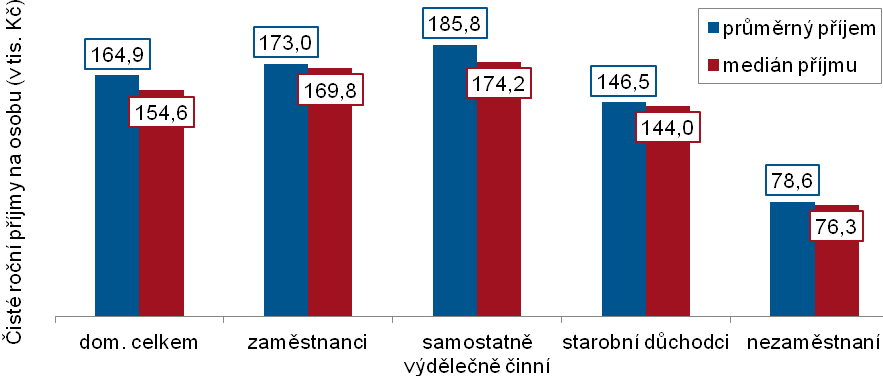 Čisté roční příjmy na osobu (v tis. Kč)
průměrný příjem
medián příjmu
164,9
154,6
173,0
169,8
185,8
174,2
146,5
144,0
78,6
76,3
dom. celkem
zaměstnanci
samostatně
výdělečně činní
starobní důchodci
nezaměstnaní